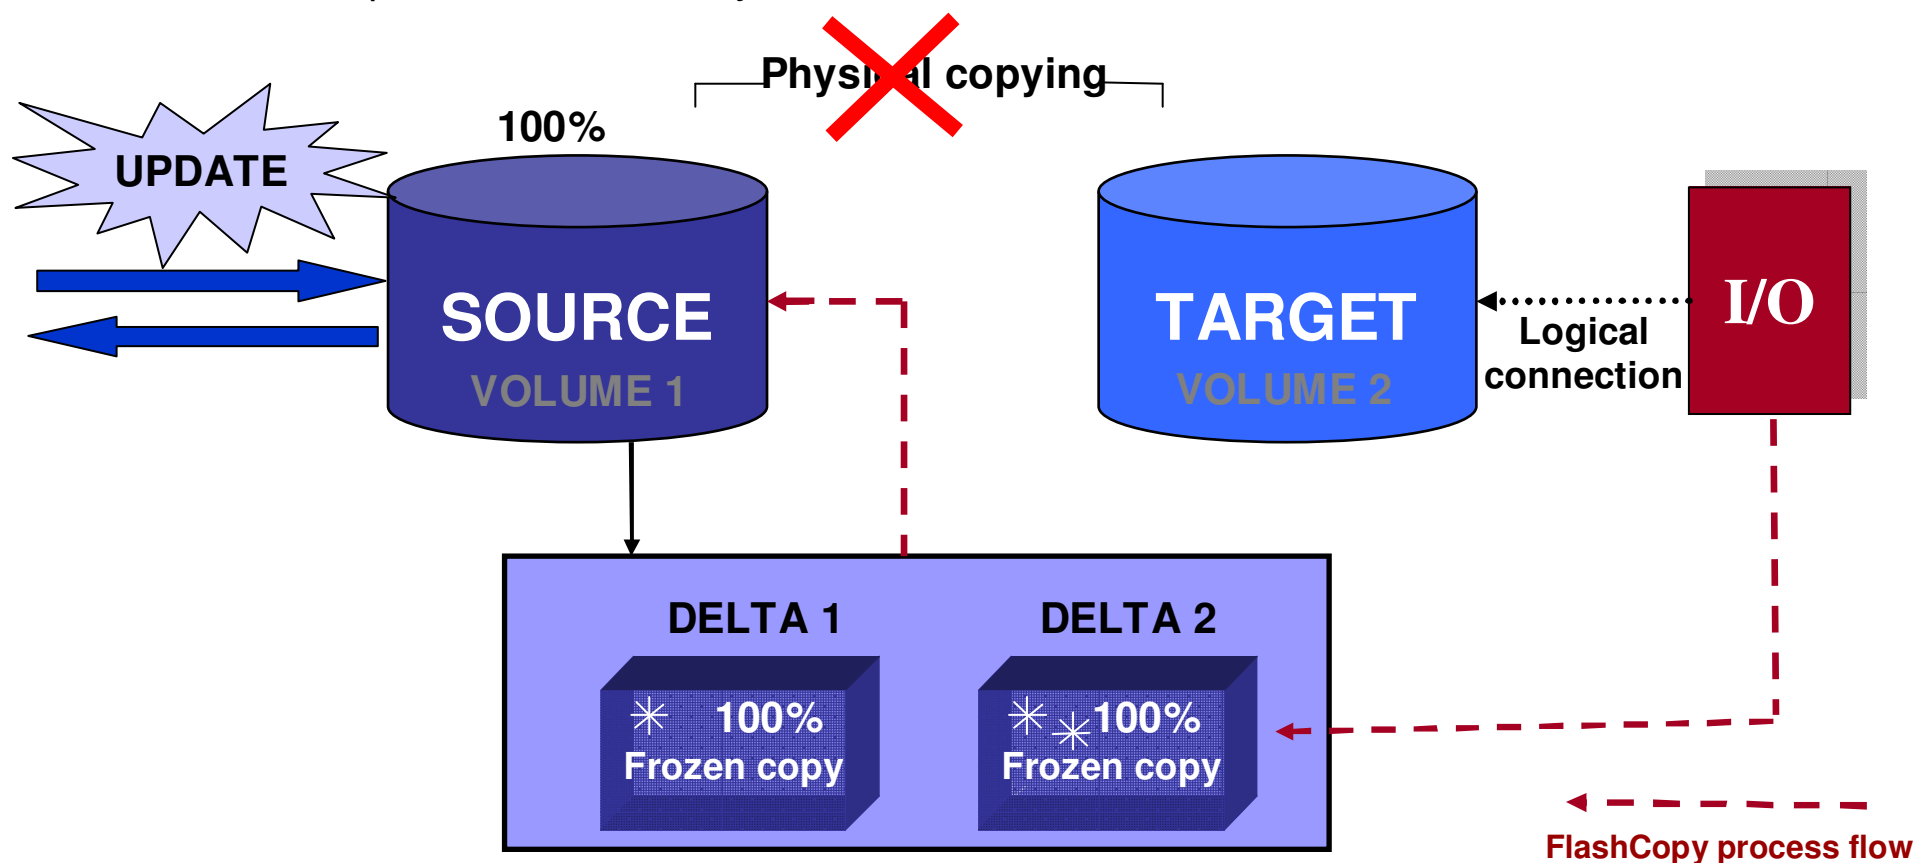 Physical copying
100%
UPDATE
SOURCE
VOLUME 1
TARGET
VOLUME 2
I/O
Logical
connection
DELTA 1
DELTA 2
100%
Frozen copy
100%
Frozen copy
FlashCopy process flow